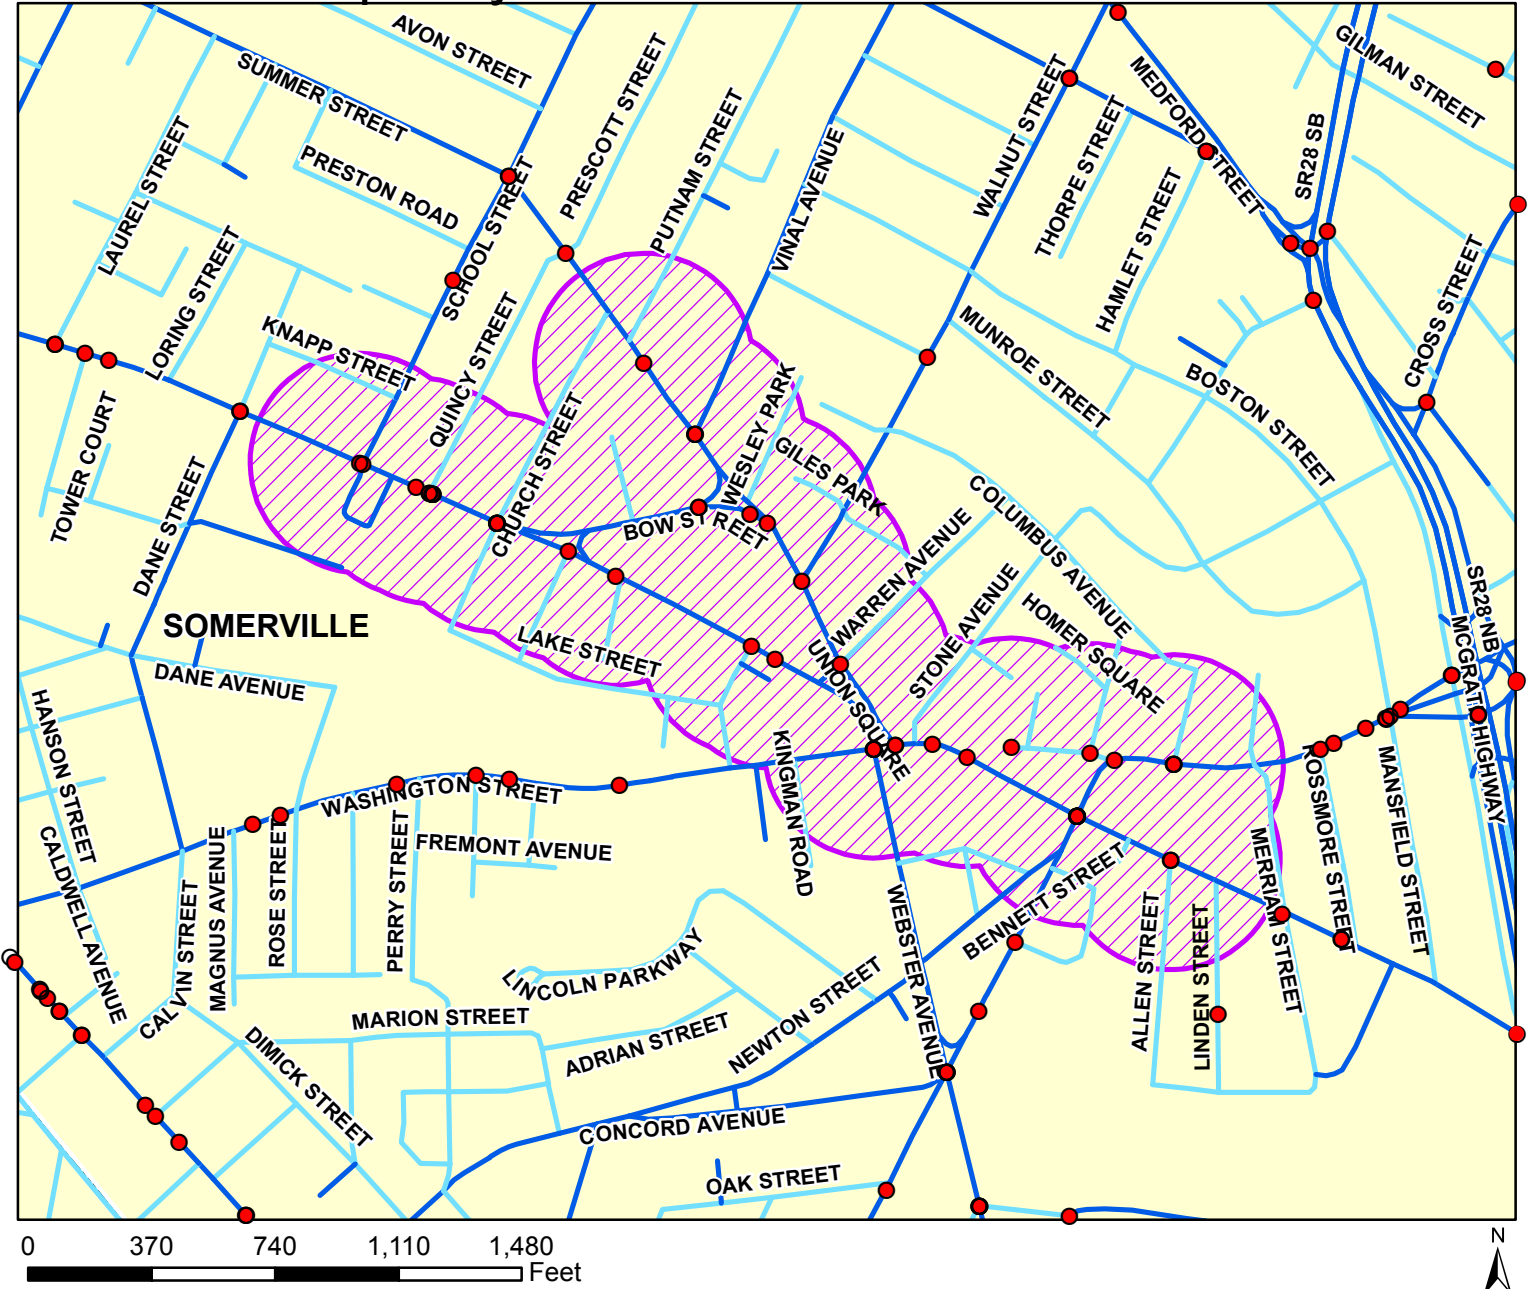 AVON STREET
SUMMER STREET
PRESCOTT STREET
PUTNAM STREET
WALNUT STREET
MEDFORD STREET
GILMAN STREET
SR28 SB
THORPE STREET
HAMLET STREET
VINAL AVENUE
LAUREL STREET
PRESTON ROAD
SCHOOL STREET
LORING STREET
KNAPP STREET
QUINCY STREET
CROSS STREET
MUNROE STREET
BOSTON STREET
TOWER COURT
CHURCH STREET
WESLEY PARK
GILES PARK
DANE STREET
BOW STREET
COLUMBUS AVENUE
WARREN AVENUE
STONE AVENUE
HOMER SQUARE
SR28 NB
SOMERVILLE
LAKE STREET
UNION SQUARE
MCGRATH HIGHWAY
DANE AVENUE
HANSON STREET
KINGMAN ROAD
ROSSMORE STREET
MANSFIELD STREET
WASHINGTON STREET
FREMONT AVENUE
CALDWELL AVENUE
CALVIN STREET
MAGNUS AVENUE
ROSE STREET
PERRY STREET
BENNETT STREET
MERRIAM STREET
WEBSTER AVENUE
ALLEN STREET
LINDEN STREET
LINCOLN PARKWAY
NEWTON STREET
MARION STREET
ADRIAN STREET
DIMICK STREET
CONCORD AVENUE
OAK STREET
0 370 740 1,110 1,480
Feet
N